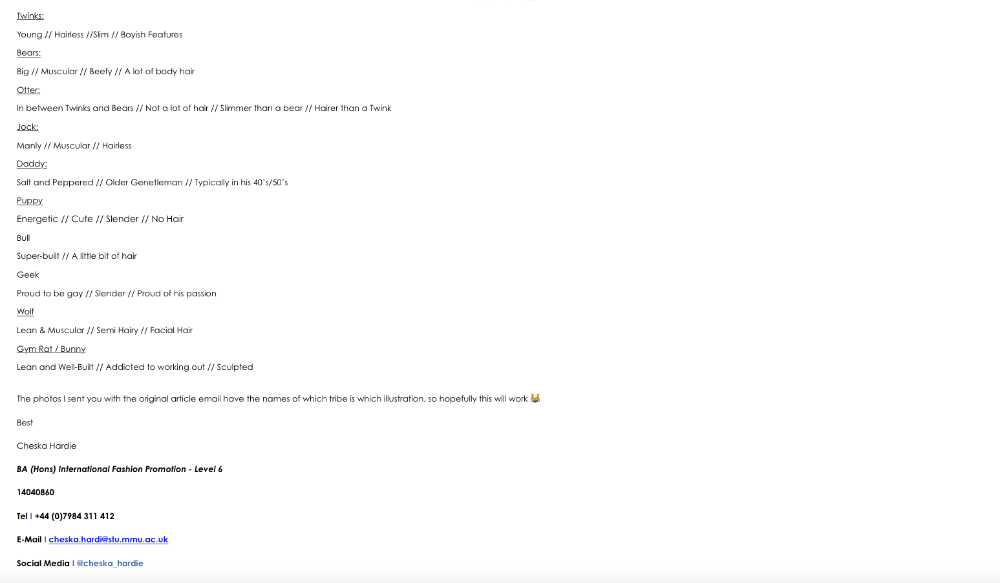 Twinks:
Young // Hairless //Slim // Boyish Features
Bears:
Big // Muscular // Beefy // A lot of body hair
Otter:
In between Twinks and Bears // Not a lot of hair // Slimmer than a bear // Hairer than a Twink
Jock:
Manly // Muscular // Hairless
Daddy:
Salt and Peppered // Older Genetleman // Typically in his 40’s/50’s
Puppy
Energetic // Cute // Slender // No Hair
Bull
Super-built // A little bit of hair
Geek
Proud to be gay // Slender // Proud of his passion
Wolf
Lean & Muscular // Semi Hairy // Facial Hair
Gym Rat / Bunny
Lean and Well-Built // Addicted to working out // Sculpted
The photos I sent you with the original article email have the names of which tribe is which illustration, so hopefully this will work 😹
Best
Cheska Hardie
BA (Hons) International Fashion Promotion - Level 6
14040860
Tel I +44 (0)7984 311 412
E-Mail I cheska.hardi@stu.mmu.ac.uk
Social Media I @cheska_hardie